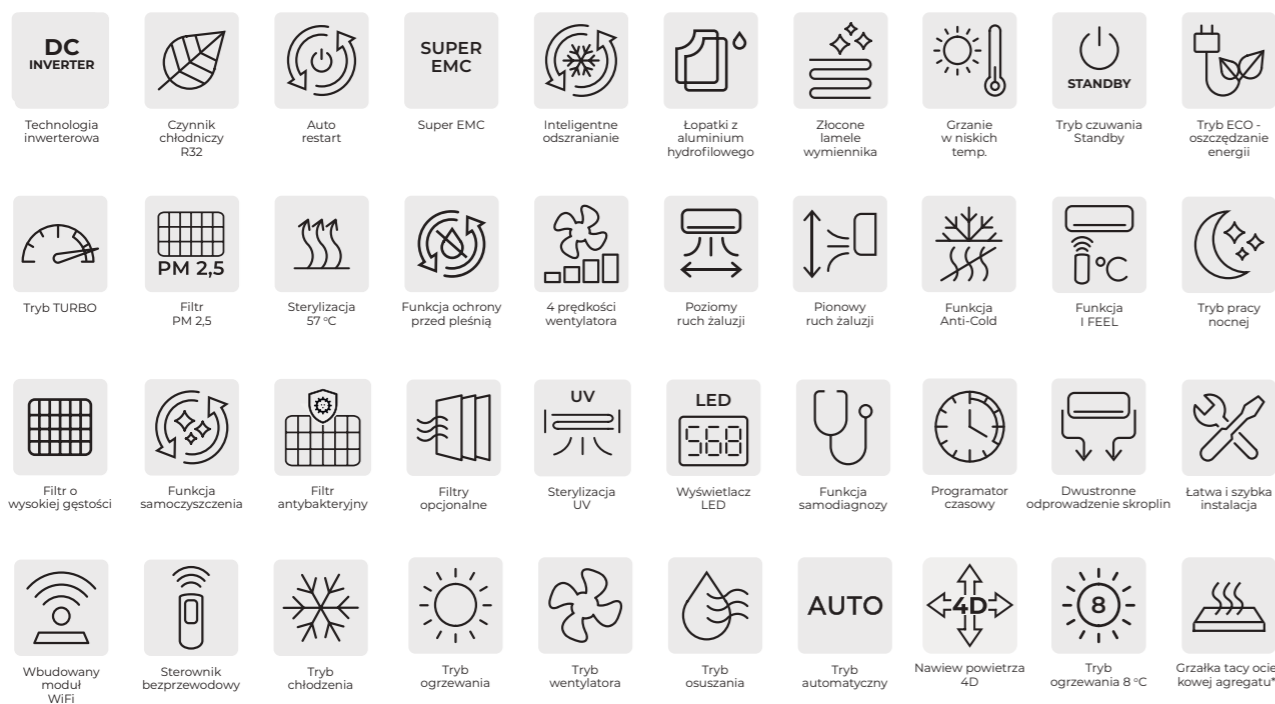 DC
INVERTER
Technologia
inwerterowa
Czynnik
chłodniczy
R32
Auto
restart
SUPER
EMC
Super EMC
Inteligentne
odszranianie
Łopatki z
aluminium
hydrofilowego
Złocone
lamele
wymiennika
Grzanie
w niskich
temp.
STANDBY
Tryb czuwania
Standby
Tryb ECO -
oszczędzanie
energii
Tryb TURBO
PM 2,5
Filtr
PM 2,5
Sterylizacja
57 °C
Funkcja ochrony
przed pleśnią
4 prędkości
wentylatora
Poziomy
ruch żaluzji
Pionowy
ruch żaluzji
Funkcja
Anti-Cold
°C
Funkcja
I FEEL
Tryb pracy
nocnej
Filtr o
wysokiej gęstości
Funkcja
samoczyszczenia
Filtr
antybakteryjny
Filtry
opcjonalne
UV
Sterylizacja
UV
LED
568
Wyświetlacz
LED
Funkcja
samodiagnozy
Programator
czasowy
Dwustronne
odprowadzenie skroplin
Łatwa i szybka
instalacja
Wbudowany
moduł
WiFi
Sterownik
bezprzewodowy
Tryb
chłodzenia
Tryb
ogrzewania
Tryb
wentylatora
Tryb
osuszania
AUTO
Tryb
automatyczny
4D
Nawiew powietrza
4D
8
Tryb
ogrzewania 8 °C
Grzałka tacy ocie
kowej agregatu*